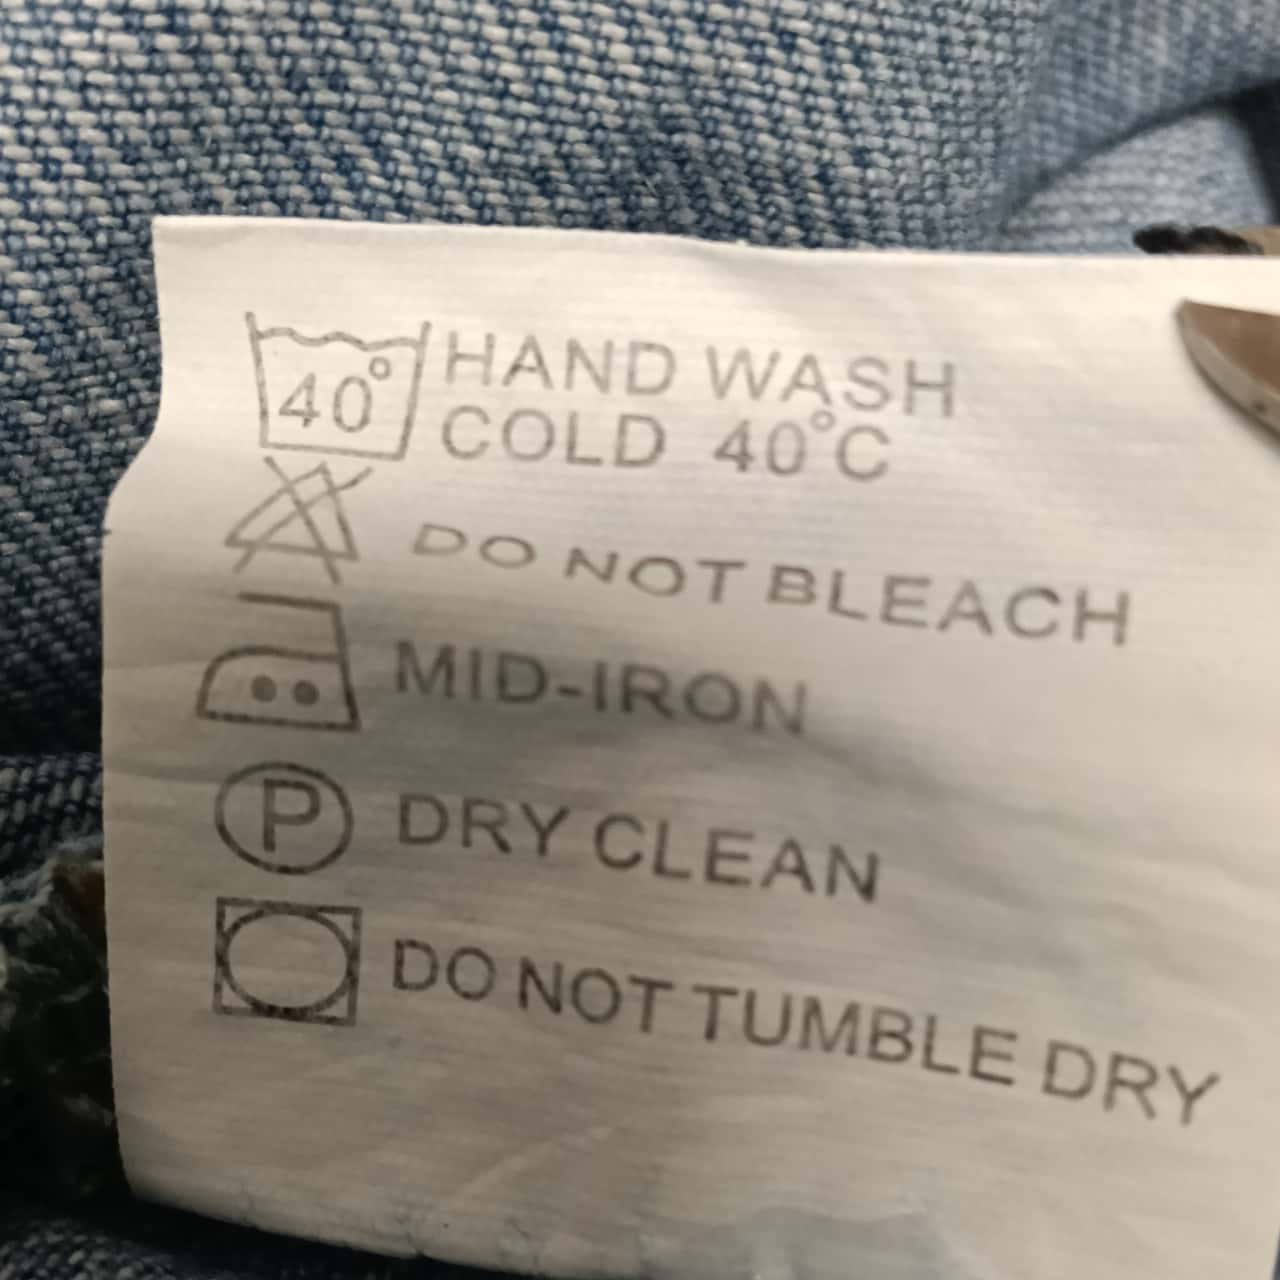 40° HAND WASH
COLD 40°C
DO NOT BLEACH
MID-IRON
P DRY CLEAN
DO NOT TUMBLE DRY